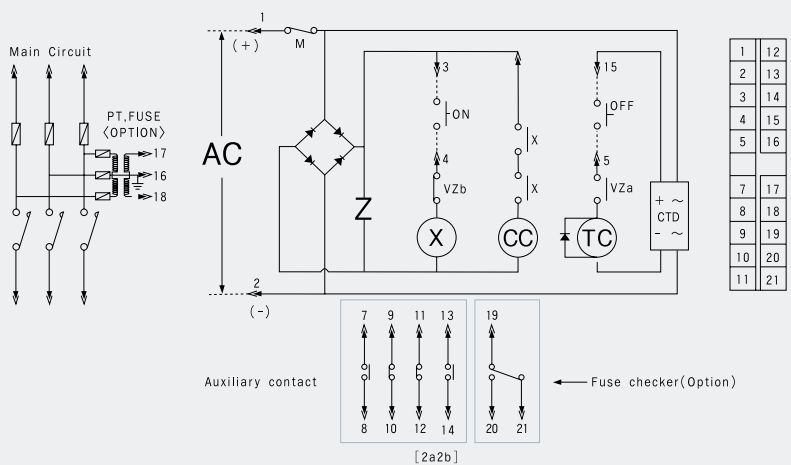 Main Circuit
PT,FUSE
〈OPTION〉
17
16
18
1
(+)
M
AC
2
(-)
Z
3
ON
4
VZb
X
X
X
CC
15
OFF
5
VZa
TC
+ ~
CTD
- ~
1 12
2 13
3 14
4 15
5 16
7 17
8 18
9 19
10 20
11 21
Auxiliary contact
7 9 11 13
8 10 12 14
[2a2b]
19
20 21
Fuse checker(Option)